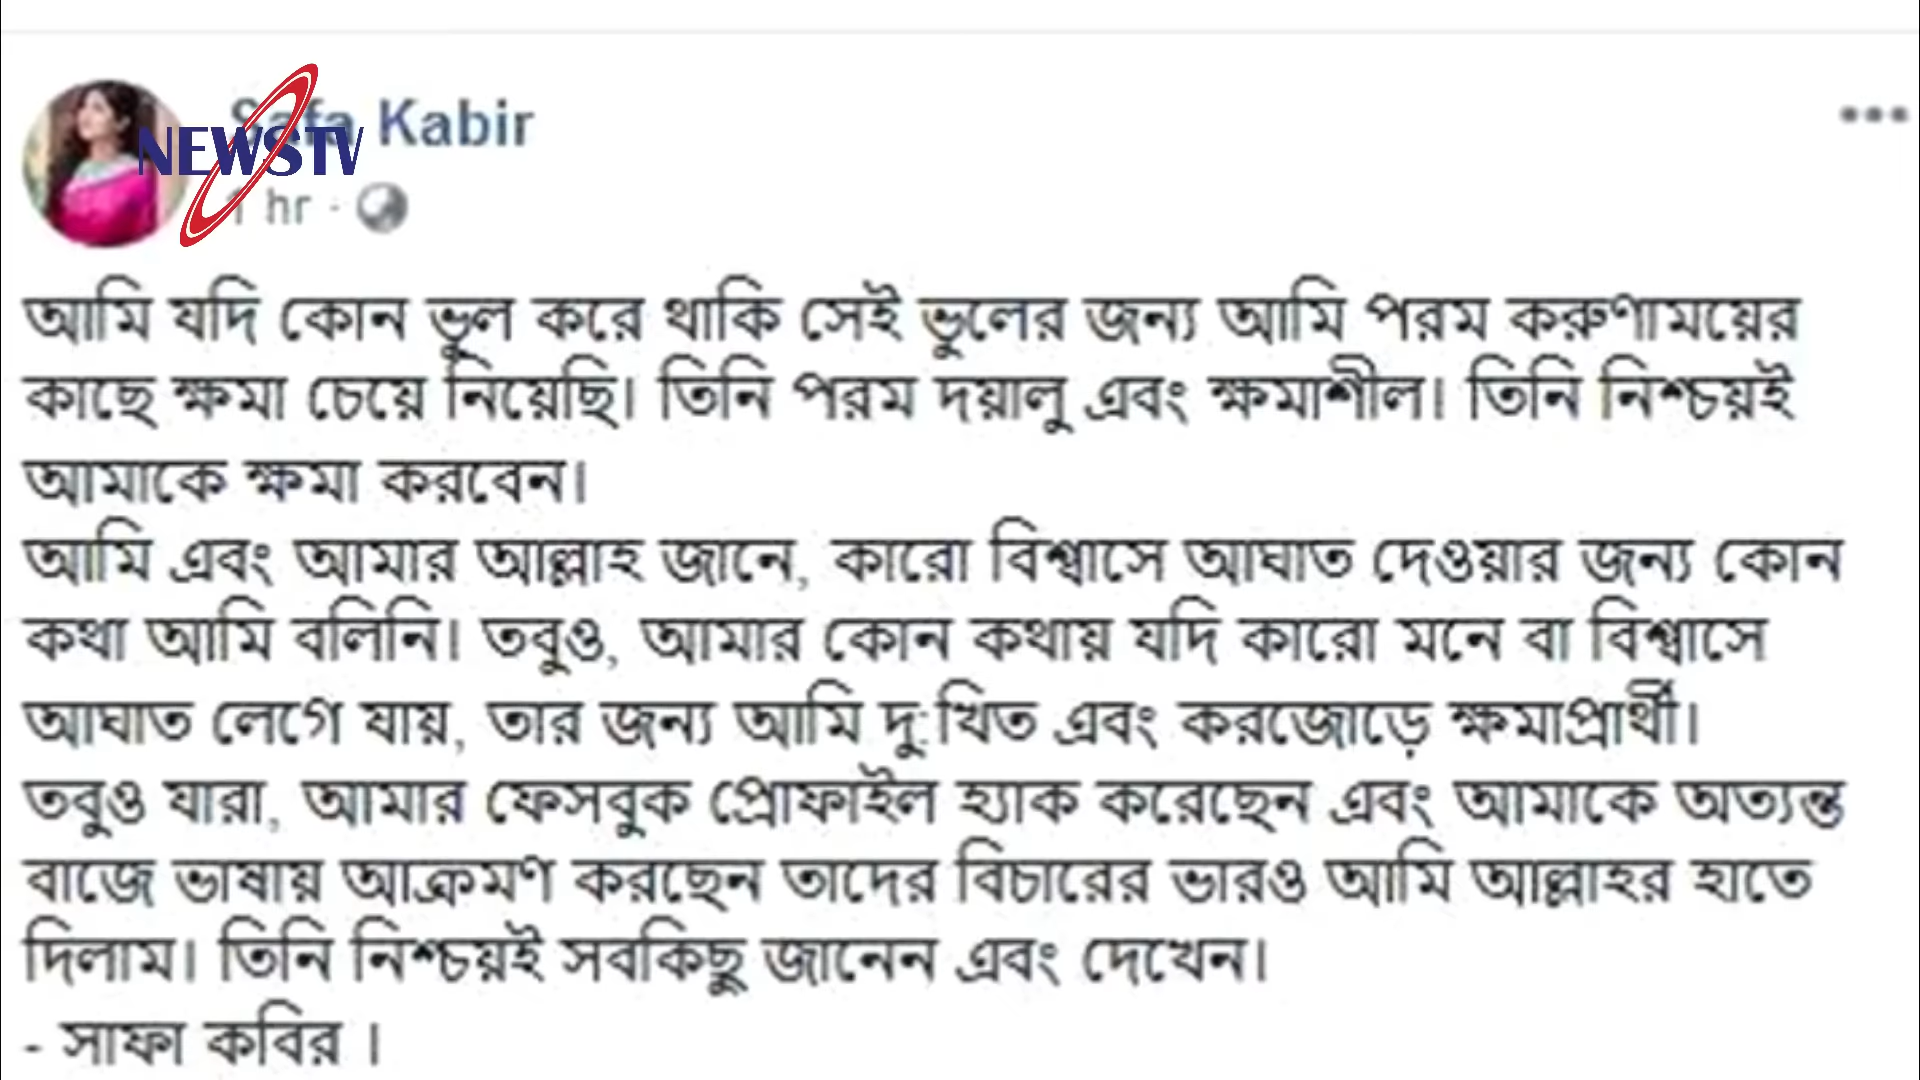 Safa Kabir
NEWSTV
1 hr
আমি যদি কোন ভুল করে থাকি সেই ভুলের জন্য আমি পরম করুণাময়ের
কাছে ক্ষমা চেয়ে নিয়েছি। তিনি পরম দয়ালু এবং ক্ষমাশীল। তিনি নিশ্চয়ই
আমাকে ক্ষমা করবেন।
আমি এবং আমার আল্লাহ জানে, কারো বিশ্বাসে আঘাত দেওয়ার জন্য কোন
কথা আমি বলিনি। তবুও, আমার কোন কথায় যদি কারো মনে বা বিশ্বাসে
আঘাত লেগে যায়, তার জন্য আমি দু:খিত এবং করজোড়ে ক্ষমাপ্রার্থী।
তবুও যারা, আমার ফেসবুক প্রোফাইল হ্যাক করেছেন এবং আমাকে অত্যন্ত
বাজে ভাষায় আক্রমণ করছেন তাদের বিচারের ভারও আমি আল্লাহর হাতে
দিলাম। তিনি নিশ্চয়ই সবকিছু জানেন এবং দেখেন।
- সাফা কবির ।